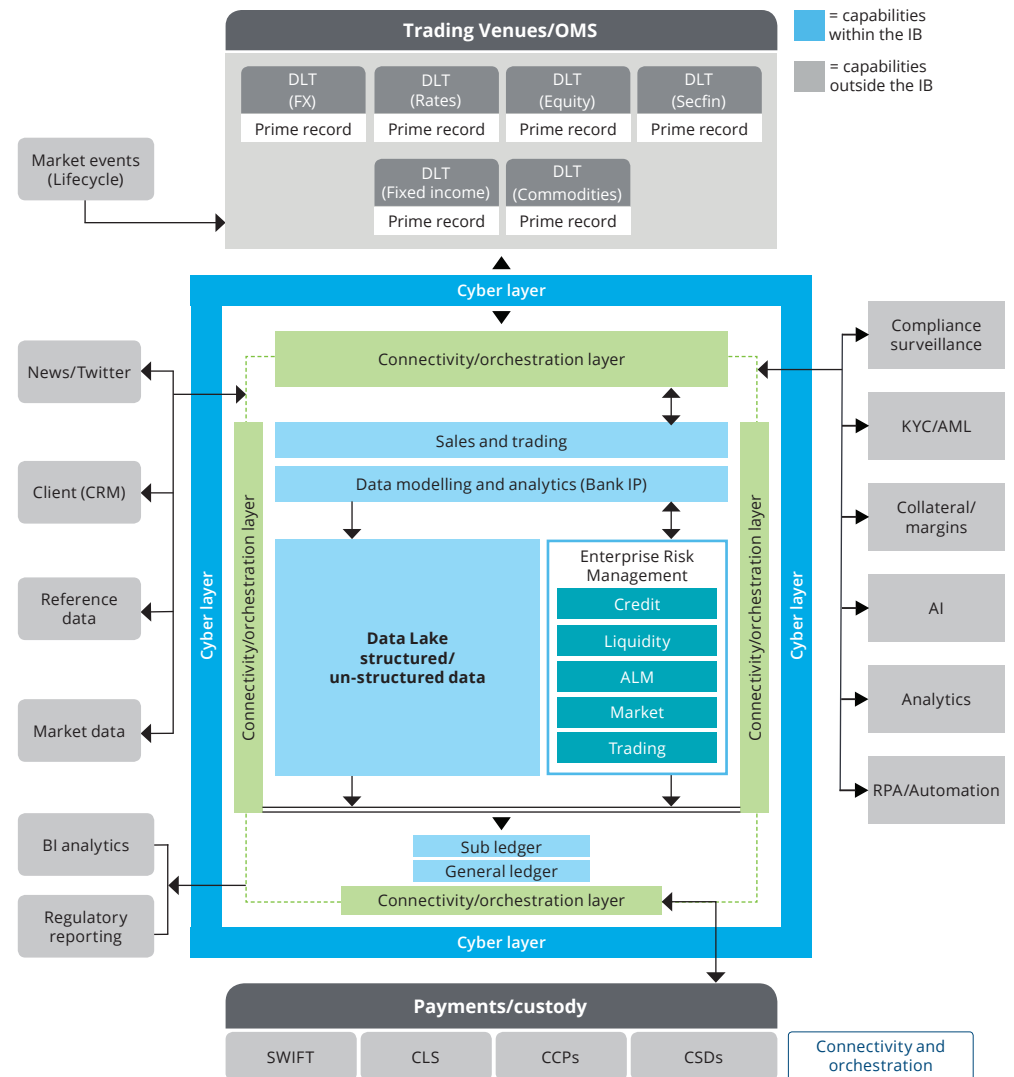 Trading Venues/OMS
= capabilities
within the IB
= capabilities
outside the IB
DLT
(FX)
Prime record
DLT
(Rates)
Prime record
DLT
(Equity)
Prime record
DLT
(Secfin)
Prime record
DLT
(Fixed income)
Prime record
DLT
(Commodities)
Prime record
Market events
(Lifecycle)
Cyber layer
Connectivity/orchestration layer
Sales and trading
Data modelling and analytics (Bank IP)
News/Twitter
Client (CRM)
Reference
data
Market data
BI analytics
Regulatory
reporting
Cyber layer
Connectivity/orchestration layer
Data Lake
structured/
un-structured data
Enterprise Risk
Management
Credit
Liquidity
ALM
Market
Trading
Connectivity/orchestration layer
Cyber layer
Compliance
surveillance
KYC/AML
Collateral/
margins
AI
Analytics
RPA/Automation
Sub ledger
General ledger
Connectivity/orchestration layer
Cyber layer
Payments/custody
SWIFT
CLS
CCPs
CSDs
Connectivity and
orchestration